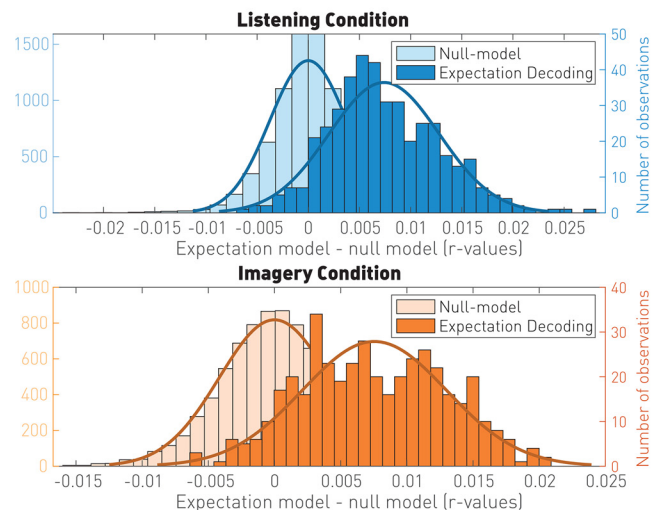 Listening Condition
1500
1000
500
0
50
40
30
20
10
0
Null-model
Expectation Decoding
Number of observations
-0.02 -0.015 -0.01 -0.005 0 0.005 0.01 0.015 0.02 0.025
Expectation model - null model (r-values)
Imagery Condition
1000
800
600
400
200
0
40
30
20
10
0
Null-model
Expectation Decoding
Number of observations
-0.015 -0.01 -0.005 0 0.005 0.01 0.015 0.02 0.025
Expectation model - null model (r-values)